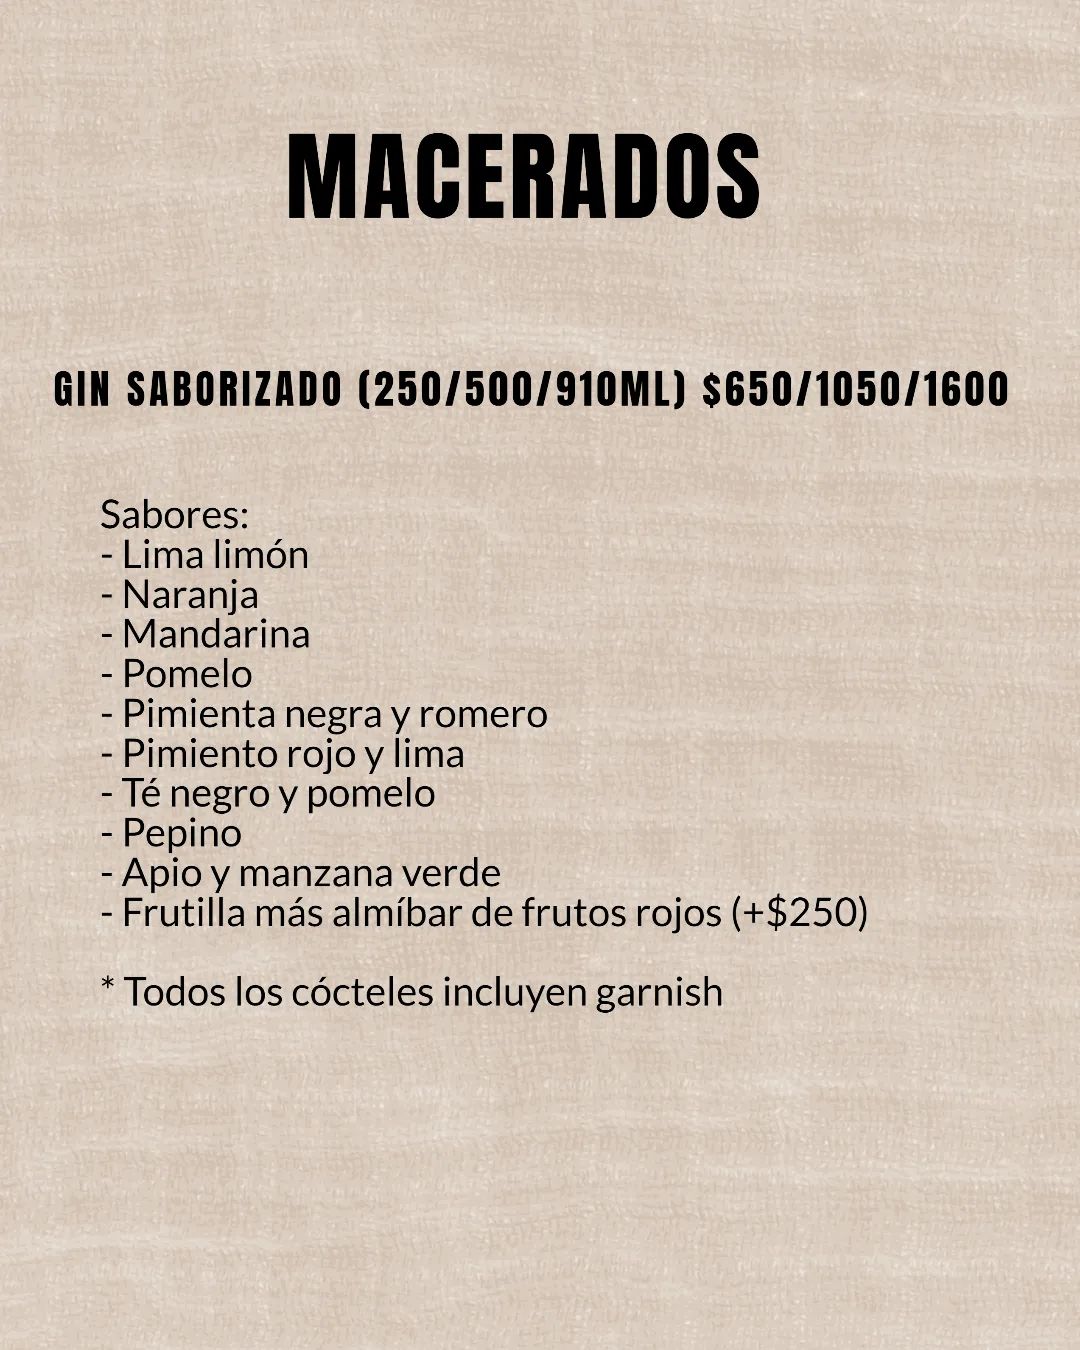 MACERADOS
GIN SABORIZADO (250/500/910ML) $650/1050/1600
Sabores:
- Lima limón
- Naranja
- Mandarina
- Pomelo
- Pimienta negra y romero
- Pimiento rojo y lima
- Té negro y pomelo
- Pepino
- Apio y manzana verde
- Frutilla más almíbar de frutos rojos (+$250)
* Todos los cócteles incluyen garnish